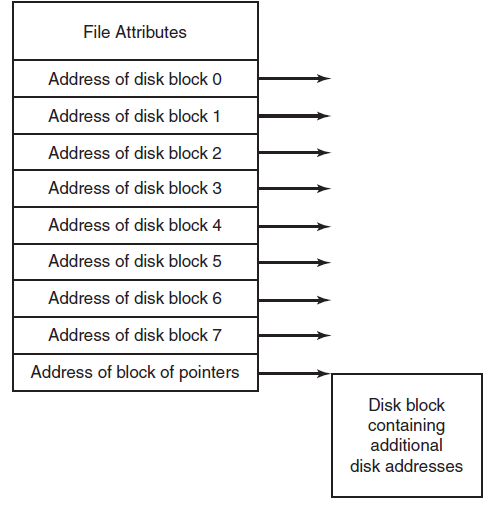 File Attributes
Address of disk block 0
Address of disk block 1
Address of disk block 2
Address of disk block 3
Address of disk block 4
Address of disk block 5
Address of disk block 6
Address of disk block 7
Address of block of pointers
Disk block
containing
additional
disk addresses